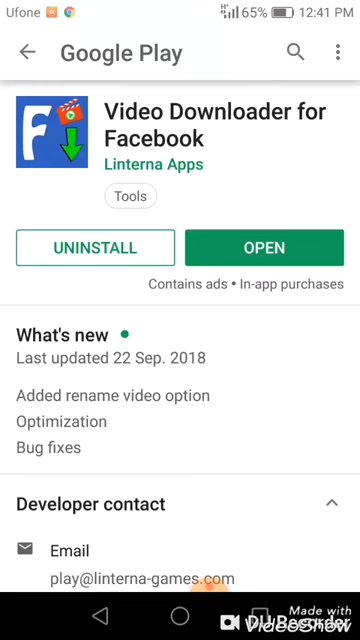 Ufone 65% 12:41 PM
Google Play
F
Video Downloader for
Facebook
Linterna Apps
Tools
UNINSTALL OPEN
Contains ads • In-app purchases
What's new
Last updated 22 Sep. 2018
Added rename video option
Optimization
Bug fixes
Developer contact
Email
play@linterna-games.com
Made with
DU Recorder
VideoShow